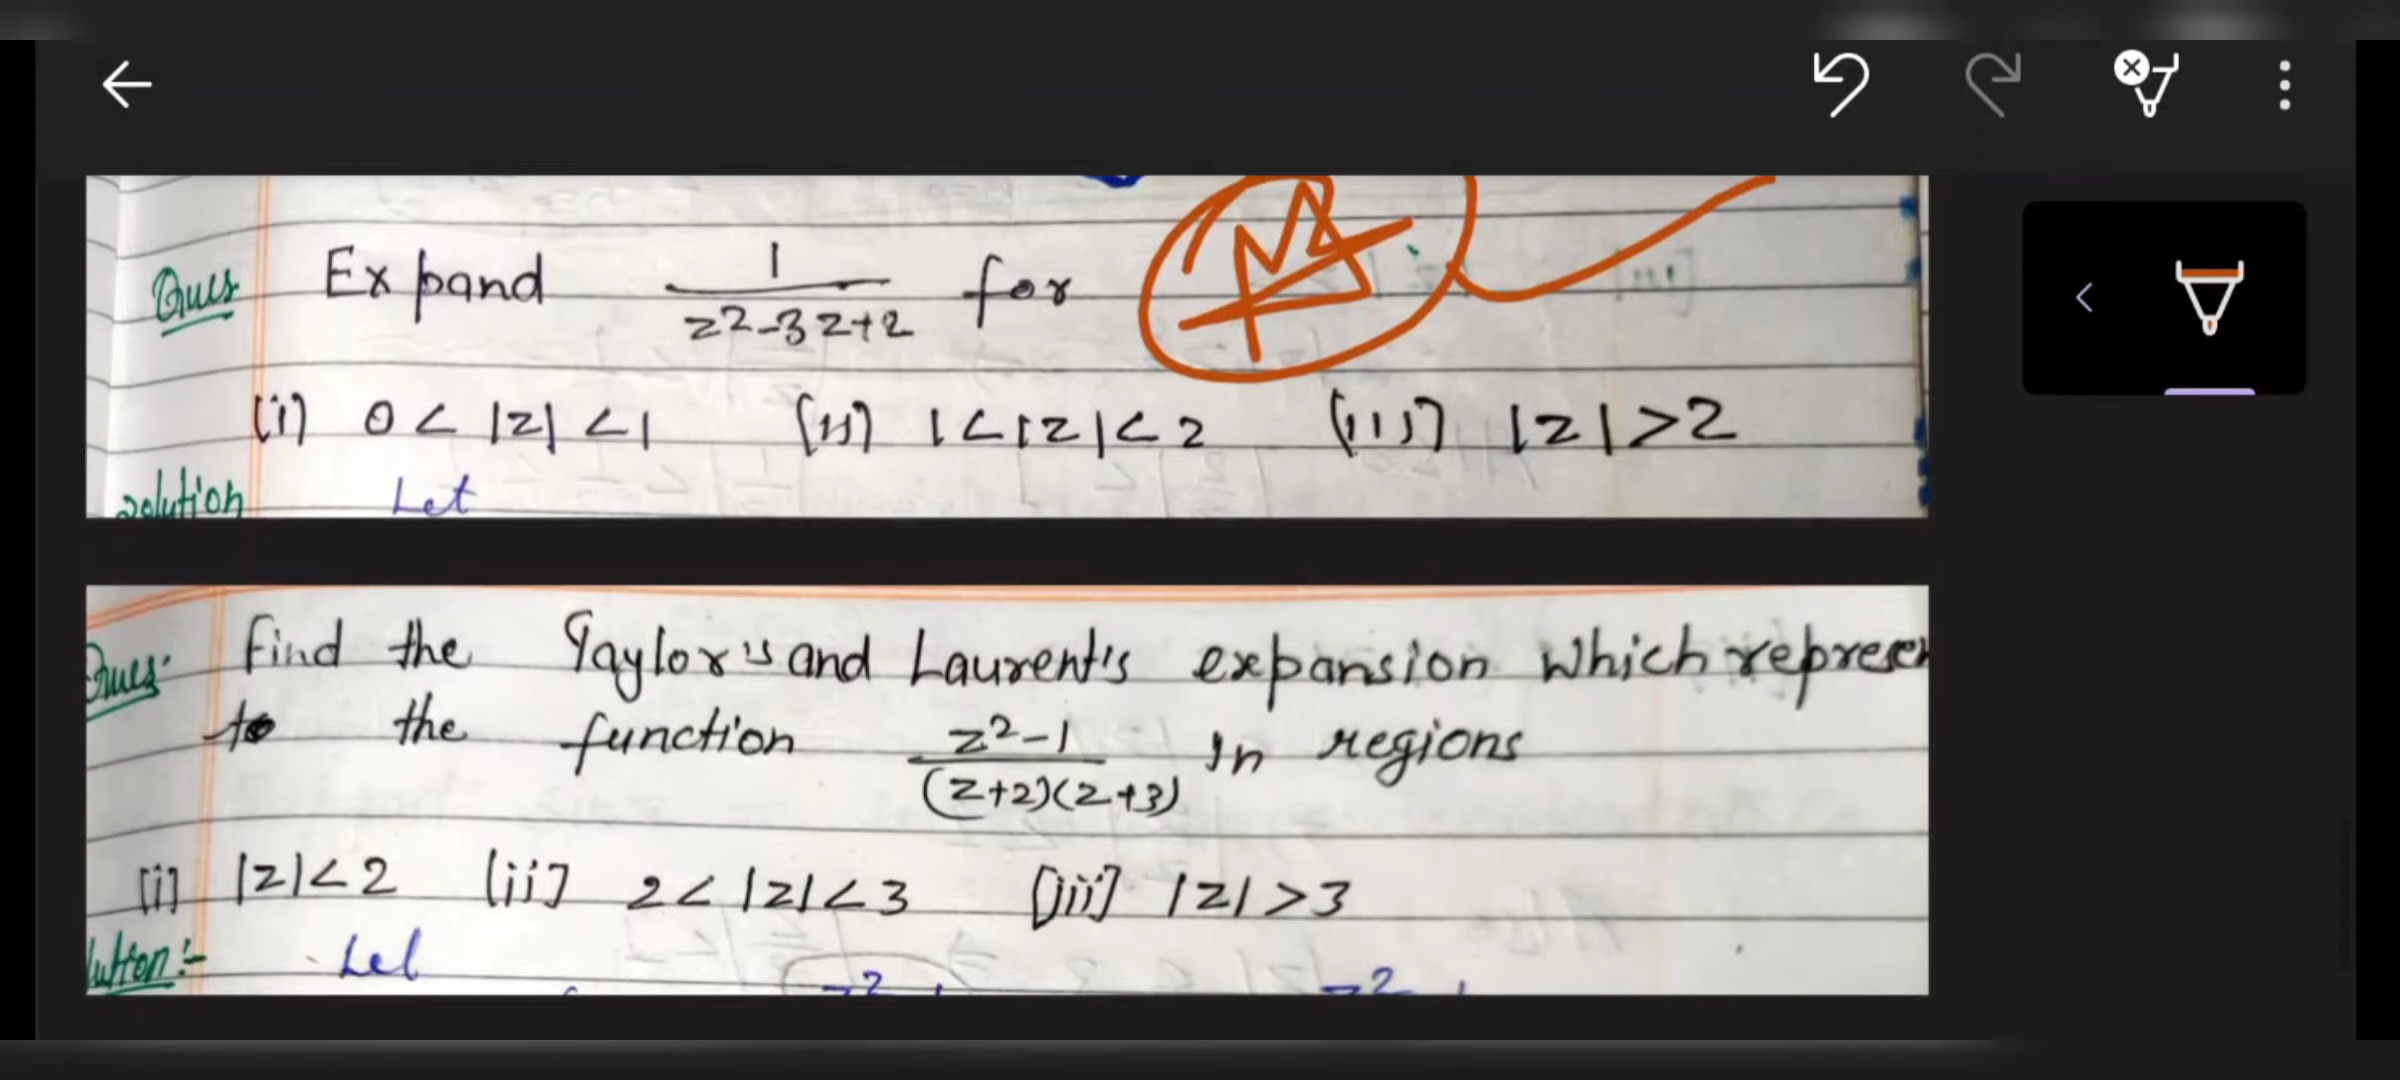 Ques Expand 1/(z²-3z+2) for
(i) 0 < |z| < 1 (ii) 1 < |z| < 2 (iii) |z| > 2
solution Let
Ques: Find the Taylor's and Laurent's expansion which represen
to the function z²-1/((z+2)(z+3)) in regions
[i] |z| < 2 [ii] 2 < |z| < 3 [iii] |z| > 3
lution:- Let